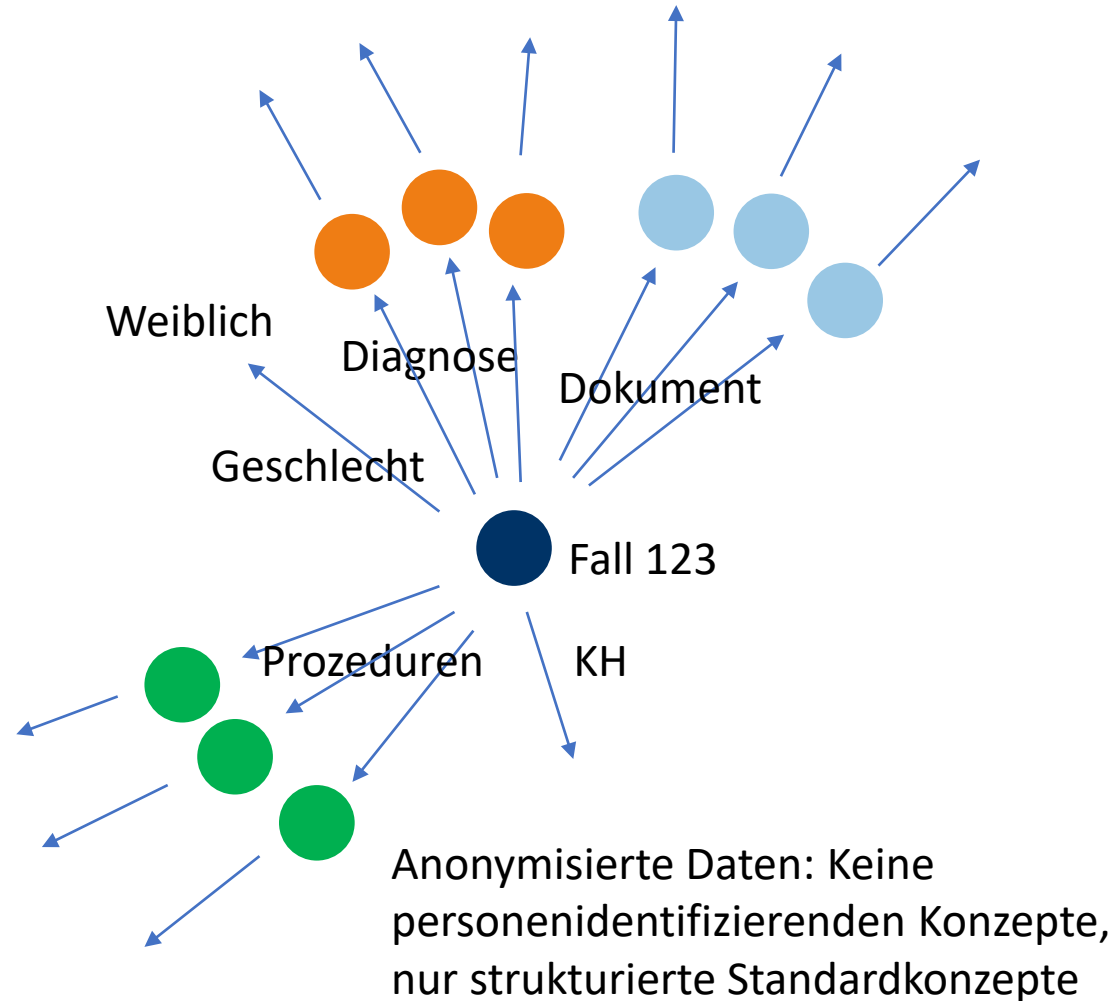 Weiblich
Diagnose
Dokument
Geschlecht
Fall 123
Prozeduren
KH
Anonymisierte Daten: Keine
personenidentifizierenden Konzepte,
nur strukturierte Standardkonzepte